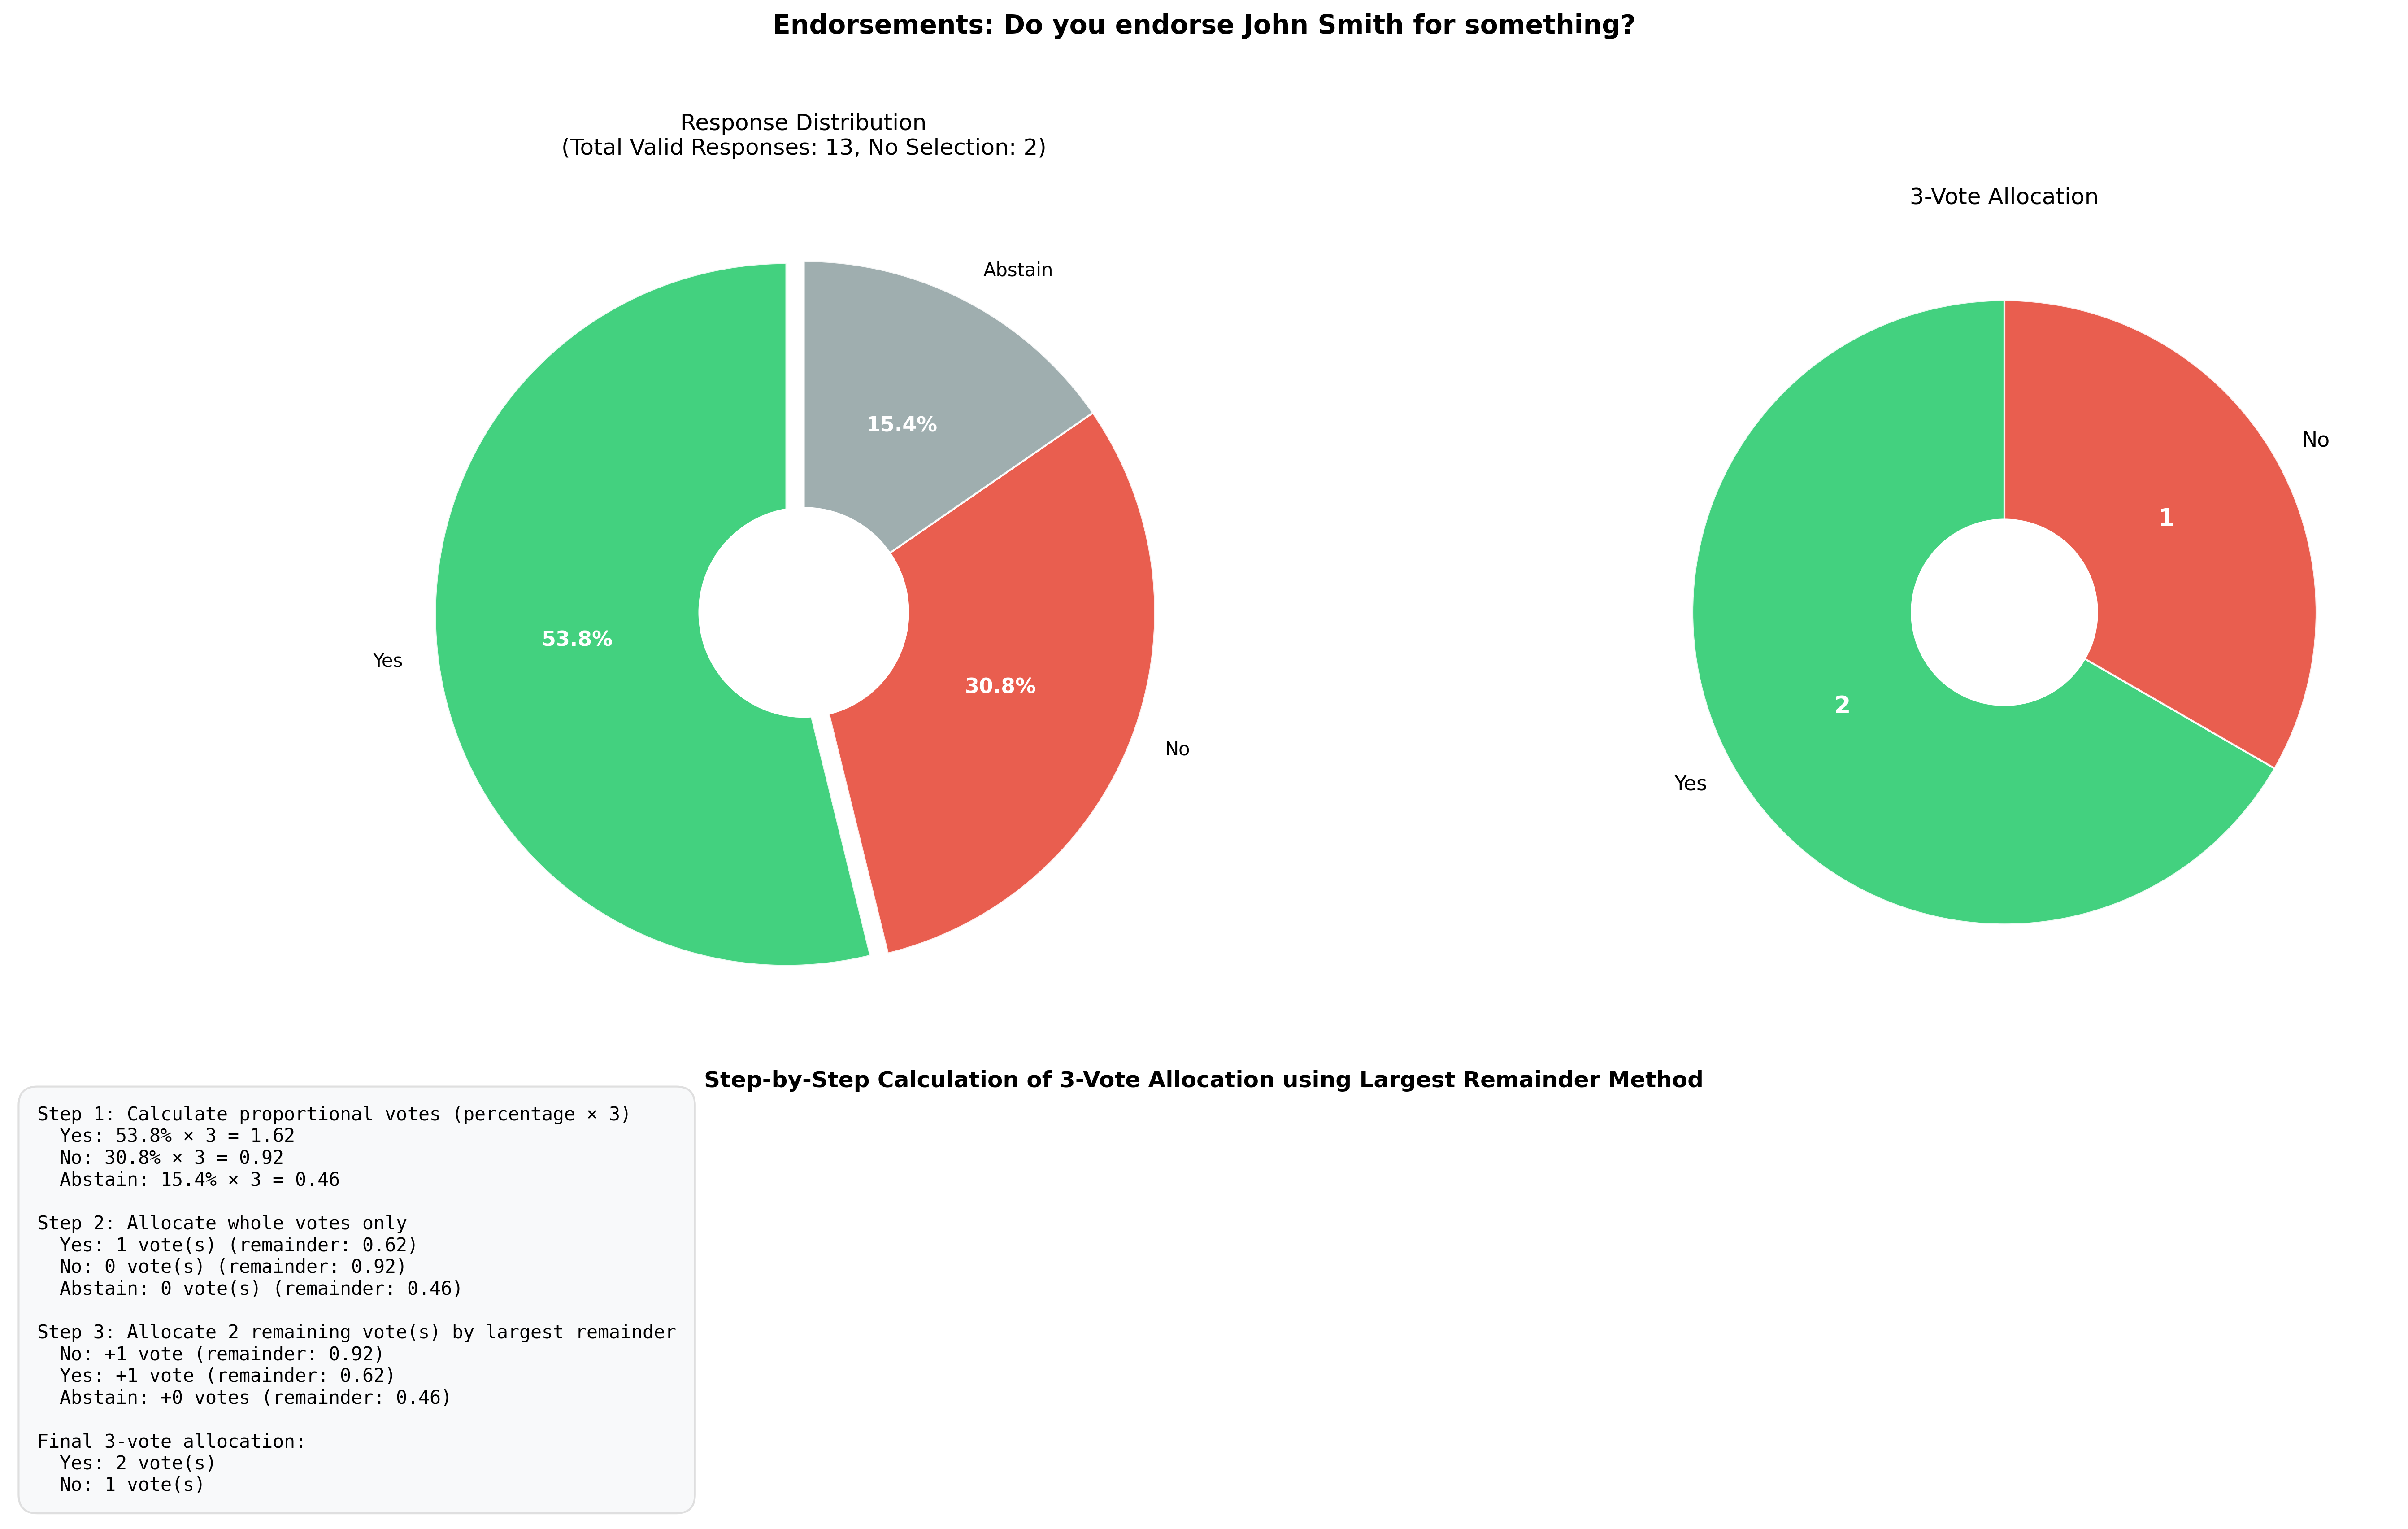 Endorsements: Do you endorse John Smith for something?
Response Distribution
(Total Valid Responses: 13, No Selection: 2)
Abstain
15.4%
53.8%
Yes
30.8%
No
3-Vote Allocation
No
1
2
Yes
Step-by-Step Calculation of 3-Vote Allocation using Largest Remainder Method
Step 1: Calculate proportional votes (percentage × 3)
  Yes: 53.8% × 3 = 1.62
  No: 30.8% × 3 = 0.92
  Abstain: 15.4% × 3 = 0.46
Step 2: Allocate whole votes only
  Yes: 1 vote(s) (remainder: 0.62)
  No: 0 vote(s) (remainder: 0.92)
  Abstain: 0 vote(s) (remainder: 0.46)
Step 3: Allocate 2 remaining vote(s) by largest remainder
  No: +1 vote (remainder: 0.92)
  Yes: +1 vote (remainder: 0.62)
  Abstain: +0 votes (remainder: 0.46)
Final 3-vote allocation:
  Yes: 2 vote(s)
  No: 1 vote(s)